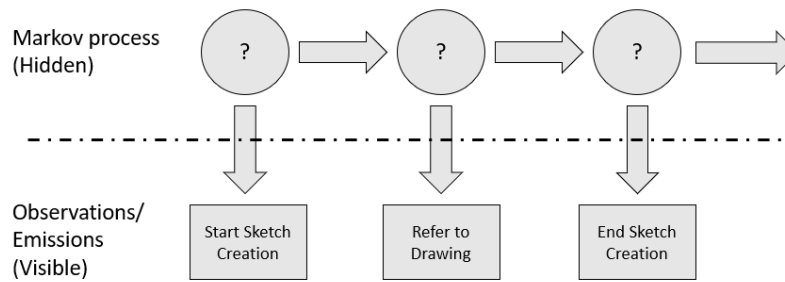 Markov process
(Hidden)
?
?
?
Observations/
Emissions
(Visible)
Start Sketch
Creation
Refer to
Drawing
End Sketch
Creation